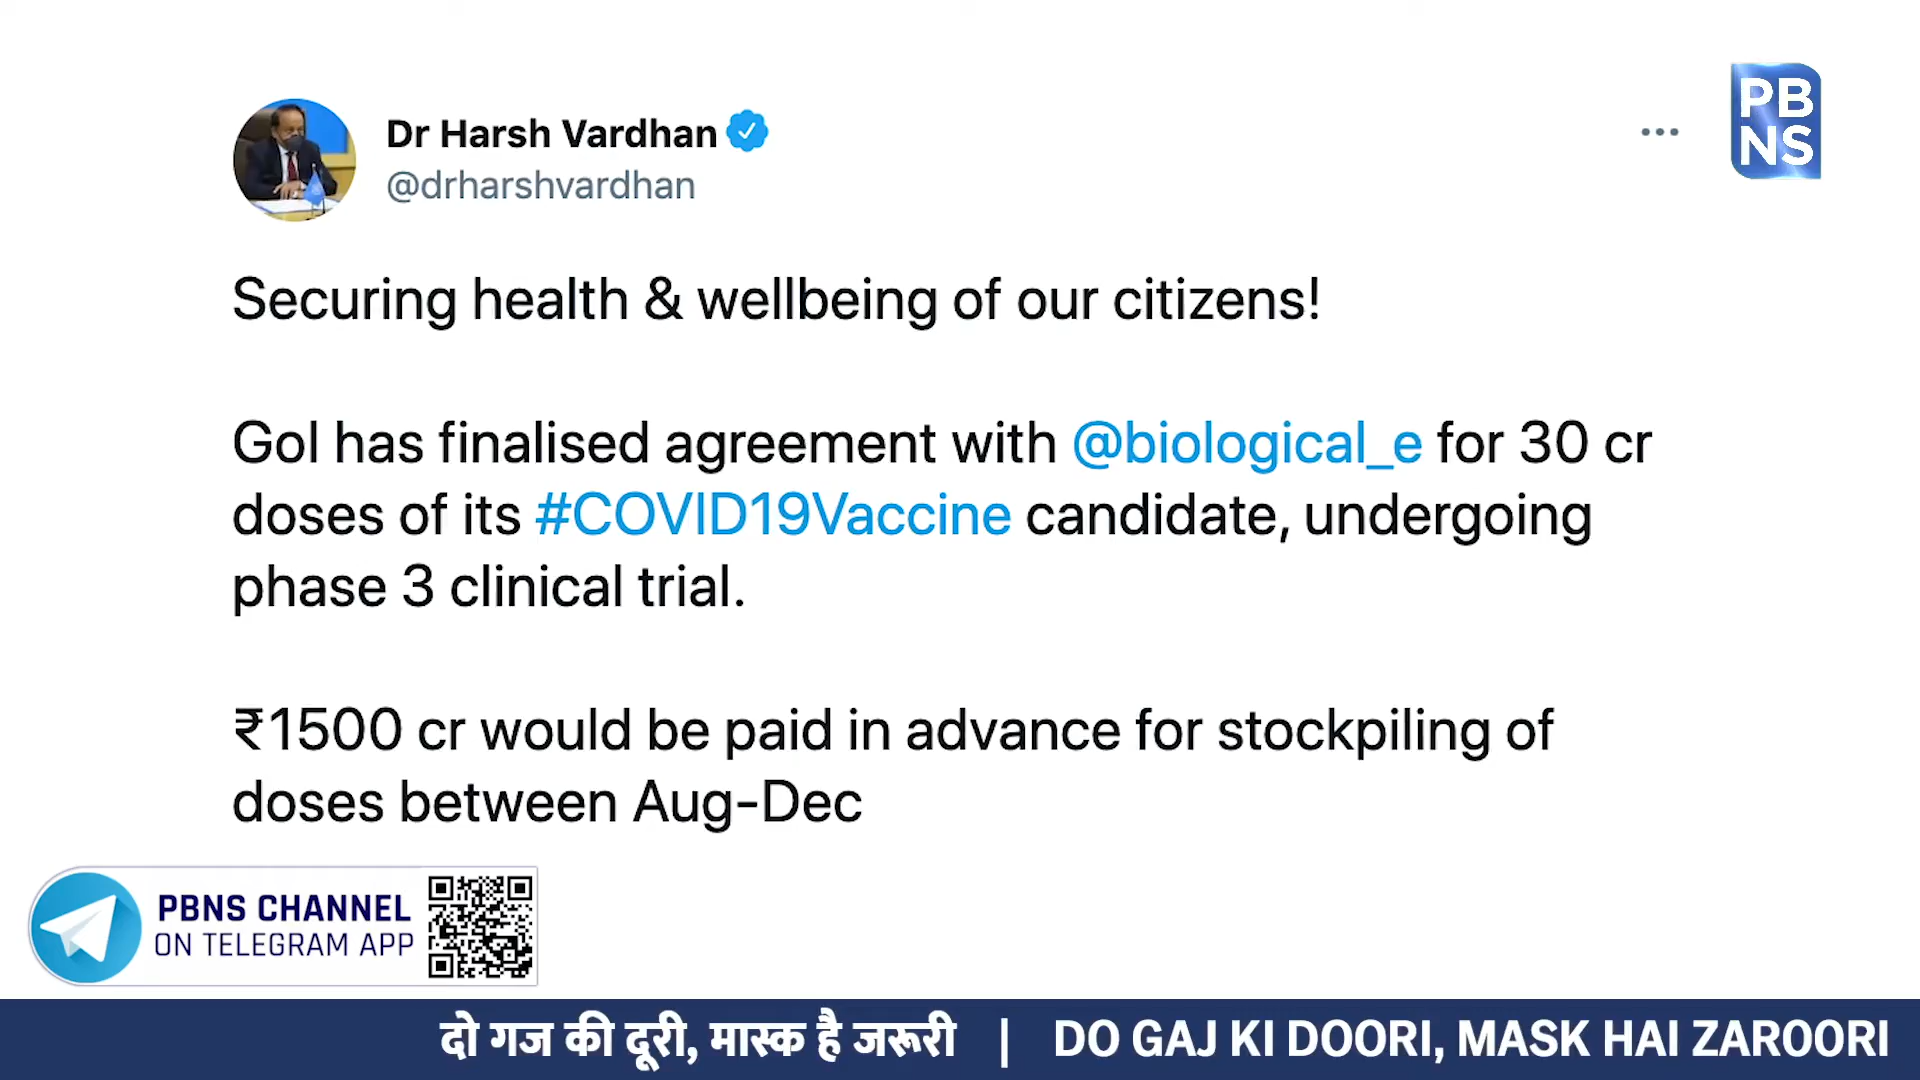 Dr Harsh Vardhan
@drharshvardhan
PB
NS
Securing health & wellbeing of our citizens!
GoI has finalised agreement with @biological_e for 30 cr
doses of its #COVID19Vaccine candidate, undergoing
phase 3 clinical trial.
₹1500 cr would be paid in advance for stockpiling of
doses between Aug-Dec
PBNS CHANNEL
ON TELEGRAM APP
दो गज की दूरी, मास्क है जरूरी | DO GAJ KI DOORI, MASK HAI ZAROORI